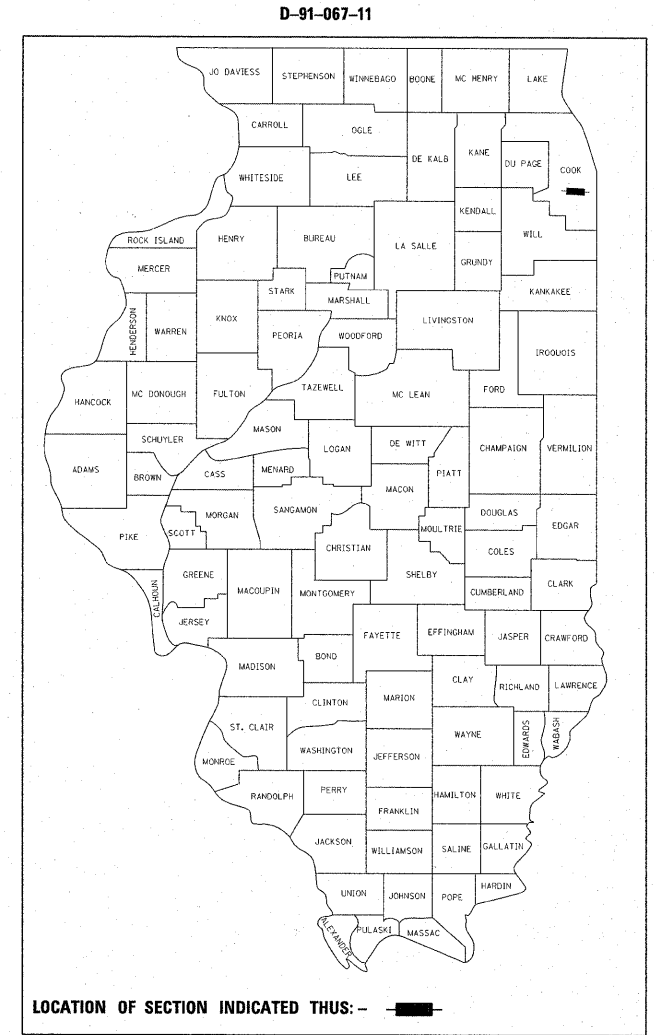 D-91-067-11
JO DAVIESS STEPHENSON WINNEBAGO BOONE MC HENRY LAKE
CARROLL OGLE
DE KALB KANE DU PAGE COOK
WHITESIDE LEE
KENDALL
ROCK ISLAND HENRY BUREAU LA SALLE WILL
MERCER GRUNDY
PUTNAM
STARK MARSHALL KANKAKEE
HENDERSON WARREN KNOX PEORIA WOODFORD LIVINGSTON
IROQUOIS
HANCOCK MC DONOUGH FULTON TAZEWELL MC LEAN FORD
MASON
SCHUYLER LOGAN DE WITT CHAMPAIGN VERMILION
ADAMS BROWN CASS MENARD PIATT
MACON
MORGAN SANGAMON DOUGLAS
PIKE SCOTT MOULTRIE EDGAR
CHRISTIAN COLES
GREENE SHELBY
CALHOUN MACOUPIN MONTGOMERY CUMBERLAND CLARK
JERSEY
FAYETTE EFFINGHAM JASPER CRAWFORD
MADISON BOND
CLAY RICHLAND LAWRENCE
CLINTON MARION
ST. CLAIR WAYNE EDWARDS WABASH
WASHINGTON JEFFERSON
MONROE
RANDOLPH PERRY HAMILTON WHITE
FRANKLIN
JACKSON WILLIAMSON SALINE GALLATIN
UNION JOHNSON POPE HARDIN
ALEXANDER PULASKI MASSAC
LOCATION OF SECTION INDICATED THUS: -